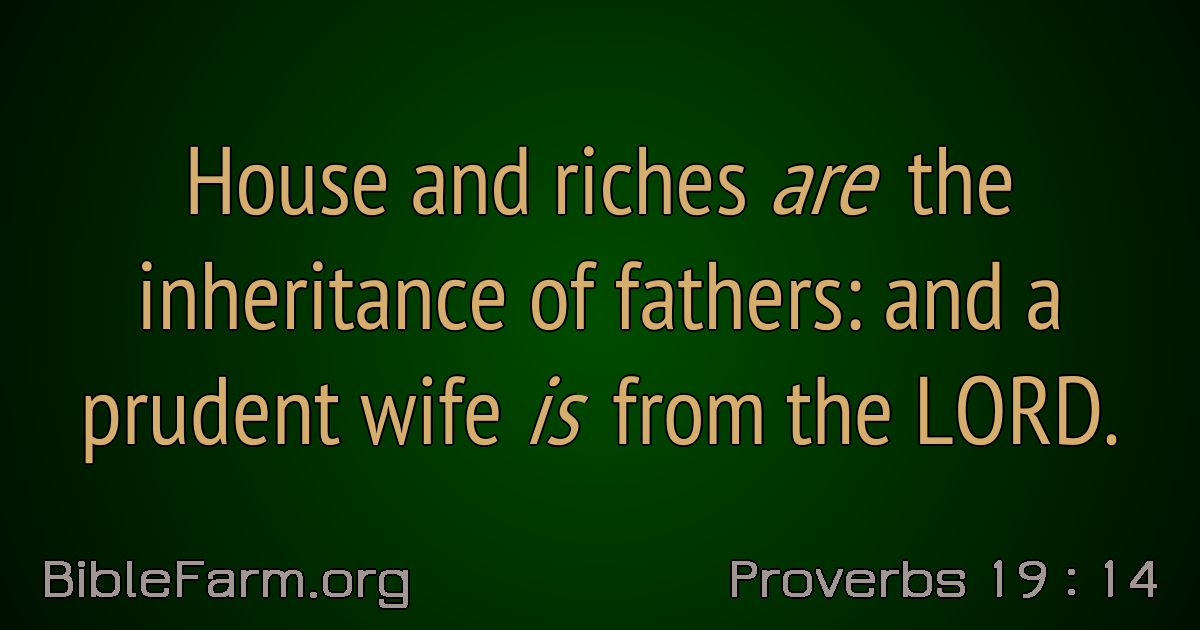 House and riches are the
inheritance of fathers: and a
prudent wife is from the LORD.
BibleFarm.org
Proverbs 19 : 14